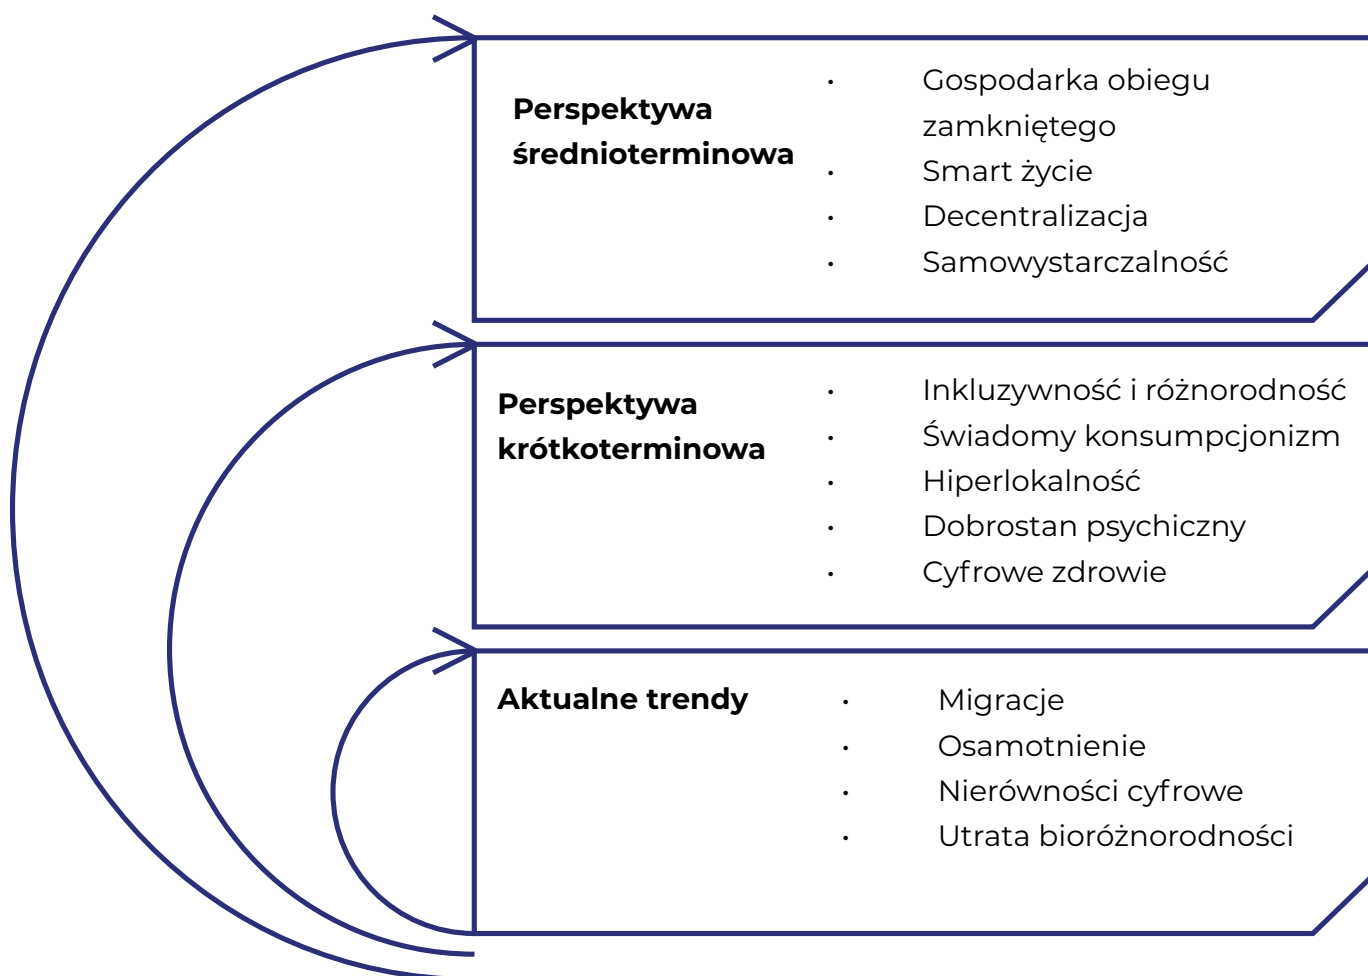 Perspektywa
średnioterminowa
· Gospodarka obiegu
zamkniętego
· Smart życie
· Decentralizacja
· Samowystarczalność
Perspektywa
krótkoterminowa
· Inkluzywność i różnorodność
· Świadomy konsumpcjonizm
· Hiperlokalność
· Dobrostan psychiczny
· Cyfrowe zdrowie
Aktualne trendy
· Migracje
· Osamotnienie
· Nierówności cyfrowe
· Utrata bioróżnorodności